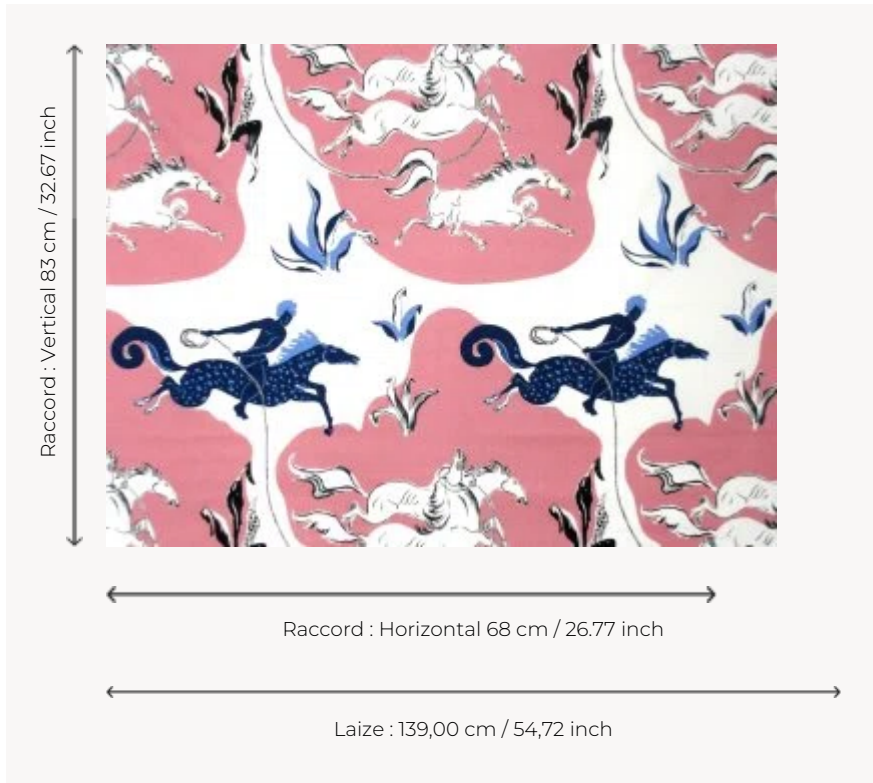 Raccord : Vertical 83 cm / 32.67 inch
Raccord : Horizontal 68 cm / 26.77 inch
Laize : 139,00 cm / 54,72 inch